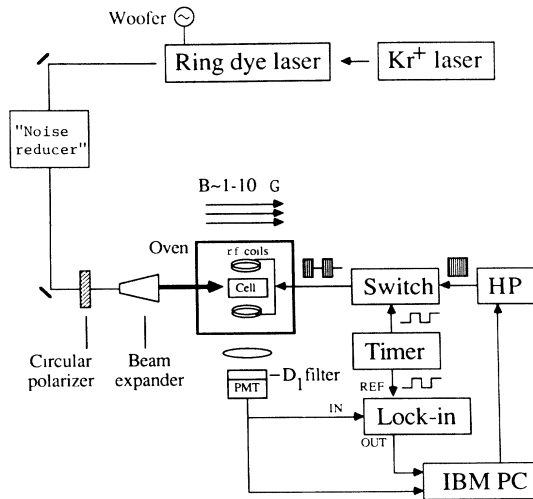 Woofer
Ring dye laser
Kr+ laser
"Noise
reducer"
B~1-10 G
Oven
rf coils
Cell
Switch
HP
Circular
polarizer
Beam
expander
Timer
D1 filter
PMT
REF
IN
Lock-in
OUT
IBM PC